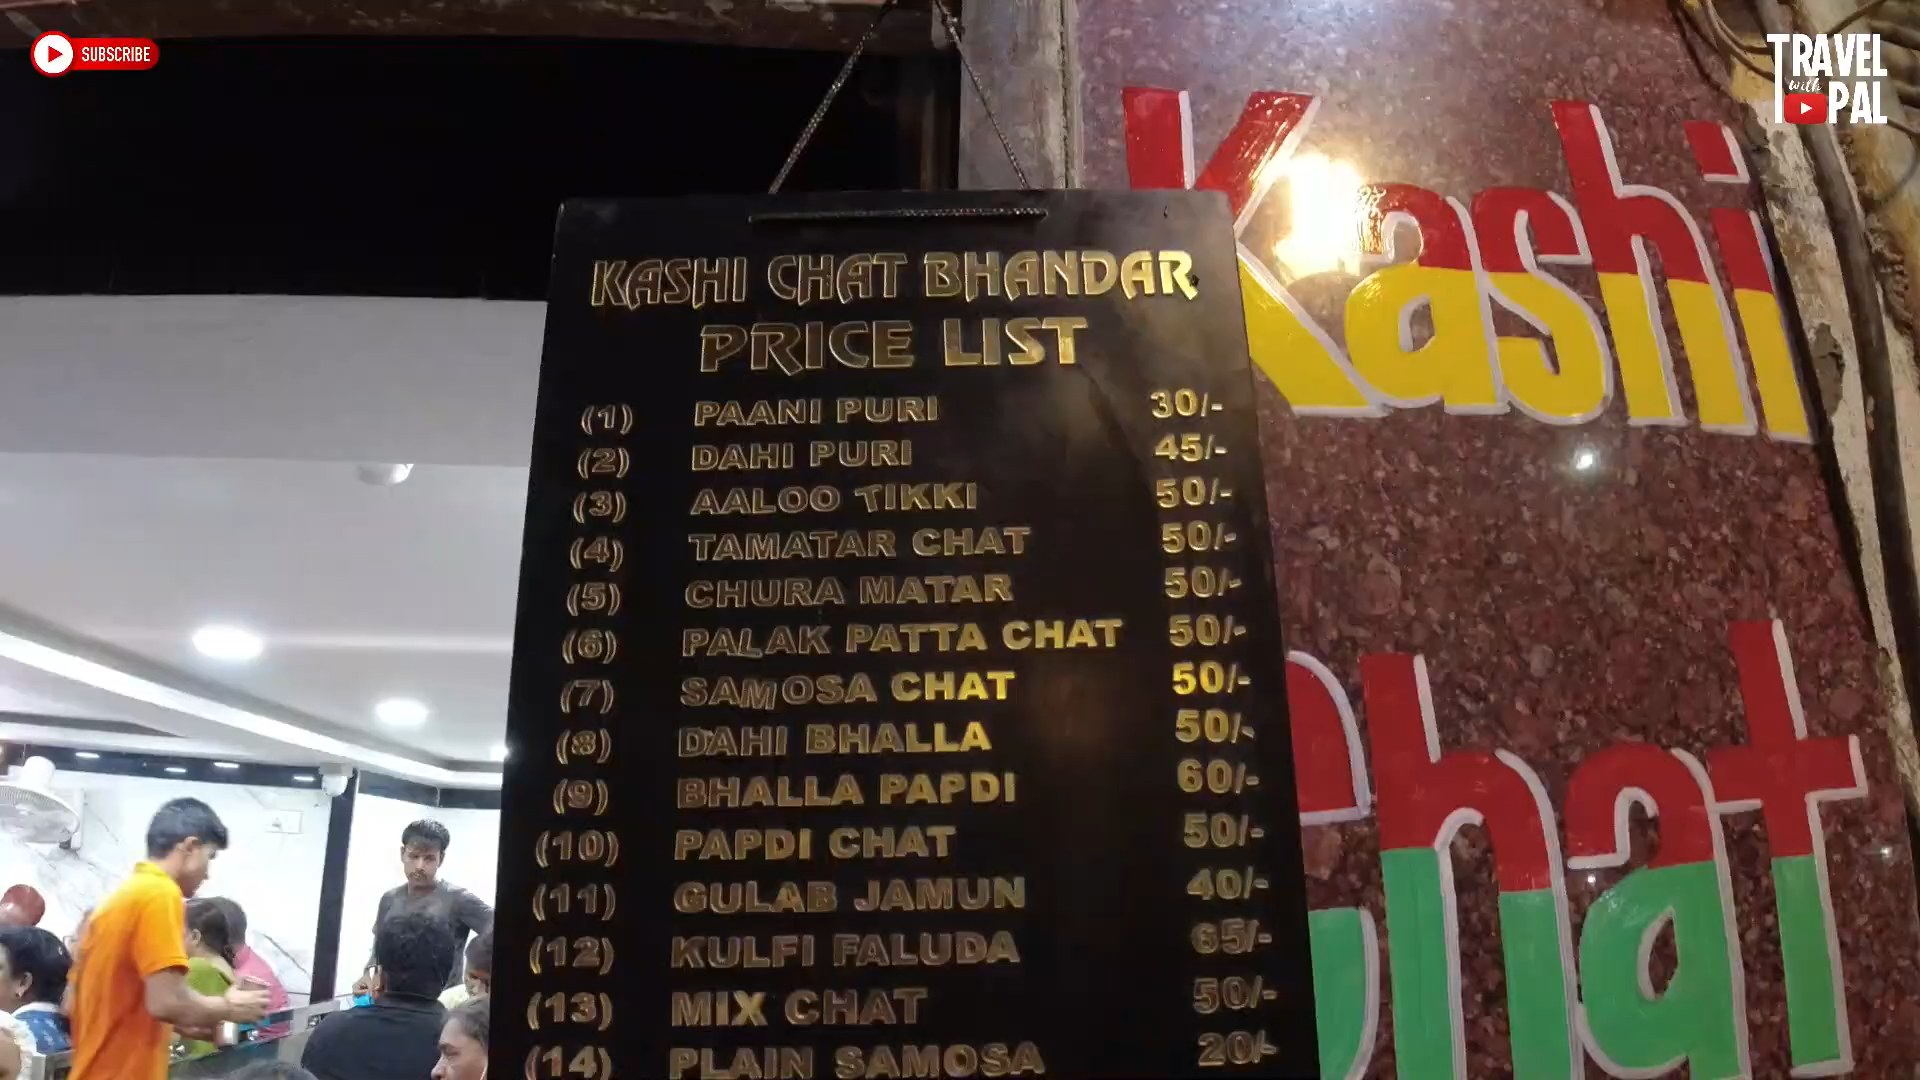 SUBSCRIBE
TRAVEL
with
PAL
KASHI CHAT BHANDAR
PRICE LIST
(1) PAANI PURI 30/-
(2) DAHI PURI 45/-
(3) AALOO TIKKI 50/-
(4) TAMATAR CHAT 50/-
(5) CHURA MATAR 50/-
(6) PALAK PATTA CHAT 50/-
(7) SAMOSA CHAT 50/-
(8) DAHI BHALLA 50/-
(9) BHALLA PAPDI 60/-
(10) PAPDI CHAT 50/-
(11) GULAB JAMUN 40/-
(12) KULFI FALUDA 65/-
(13) MIX CHAT 50/-
(14) PLAIN SAMOSA 20/-
Kashi
Chat